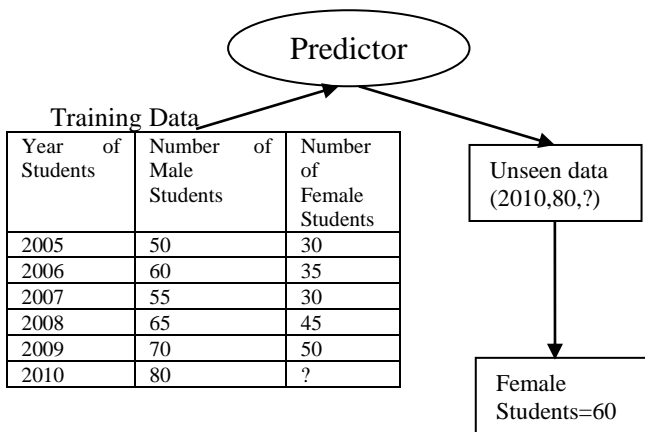 Predictor
Training Data
Year of Students
Number of Male Students
Number of Female Students
2005 50 30
2006 60 35
2007 55 30
2008 65 45
2009 70 50
2010 80 ?
Unseen data
(2010,80,?)
Female
Students=60